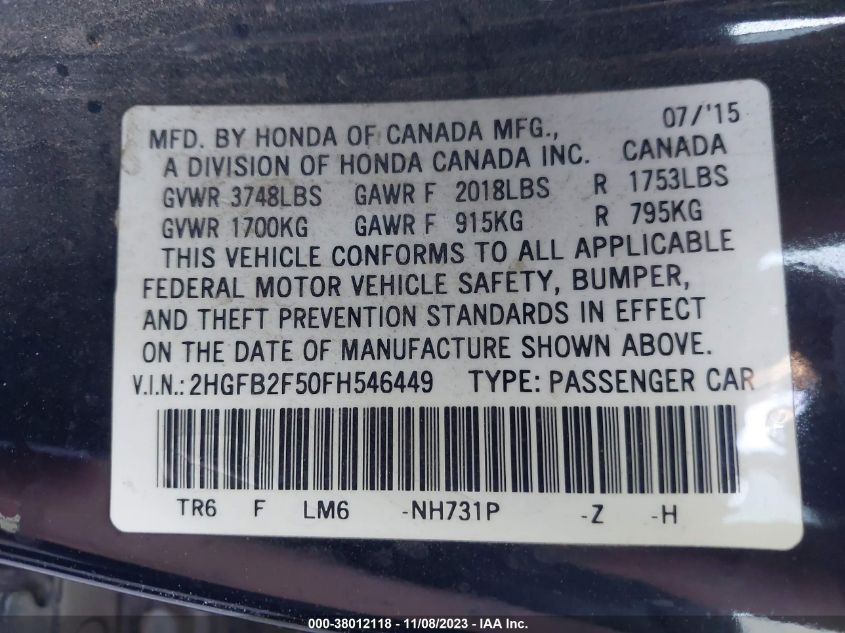 07/'15
MFD. BY HONDA OF CANADA MFG.,
A DIVISION OF HONDA CANADA INC. CANADA
GVWR 3748LBS GAWR F 2018LBS R 1753LBS
GVWR 1700KG GAWR F 915KG R 795KG
THIS VEHICLE CONFORMS TO ALL APPLICABLE
FEDERAL MOTOR VEHICLE SAFETY, BUMPER,
AND THEFT PREVENTION STANDARDS IN EFFECT
ON THE DATE OF MANUFACTURE SHOWN ABOVE.
V.I.N.: 2HGFB2F50FH546449 TYPE: PASSENGER CAR
TR6 F LM6 -NH731P -Z -H
000-38012118 - 11/08/2023 - IAA Inc.